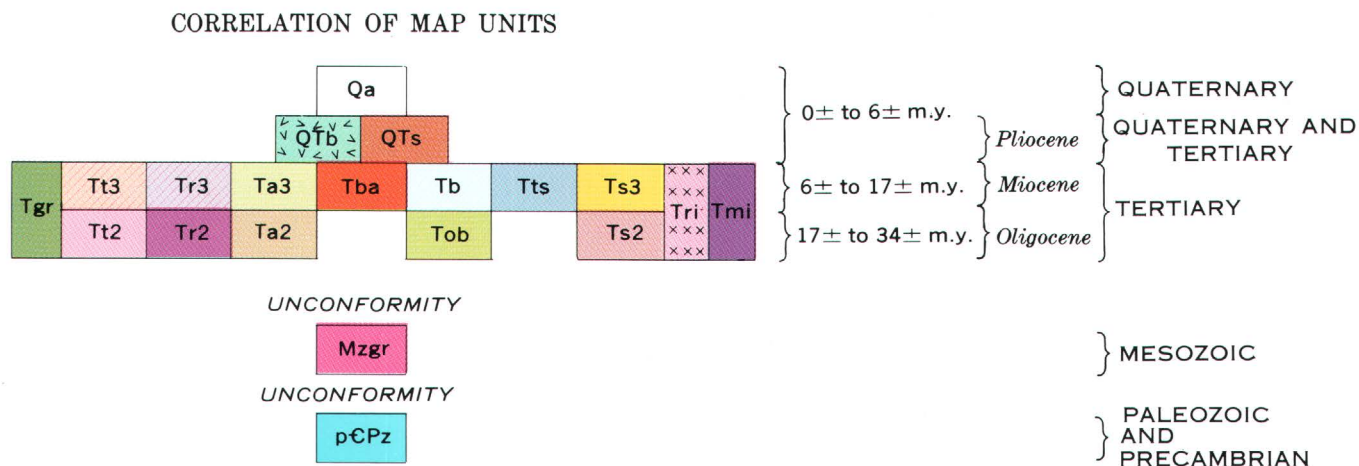 CORRELATION OF MAP UNITS
Qa
QTb QTs
0± to 6± m.y.
Pliocene
QUATERNARY
QUATERNARY AND
TERTIARY
Tgr Tt3 Tr3 Ta3 Tba Tb Tts Ts3 Tri Tmi
6± to 17± m.y. Miocene
TERTIARY
Tt2 Tr2 Ta2 Tob Ts2
17± to 34± m.y. Oligocene
UNCONFORMITY
Mzgr
MESOZOIC
UNCONFORMITY
p€Pz
PALEOZOIC
AND
PRECAMBRIAN